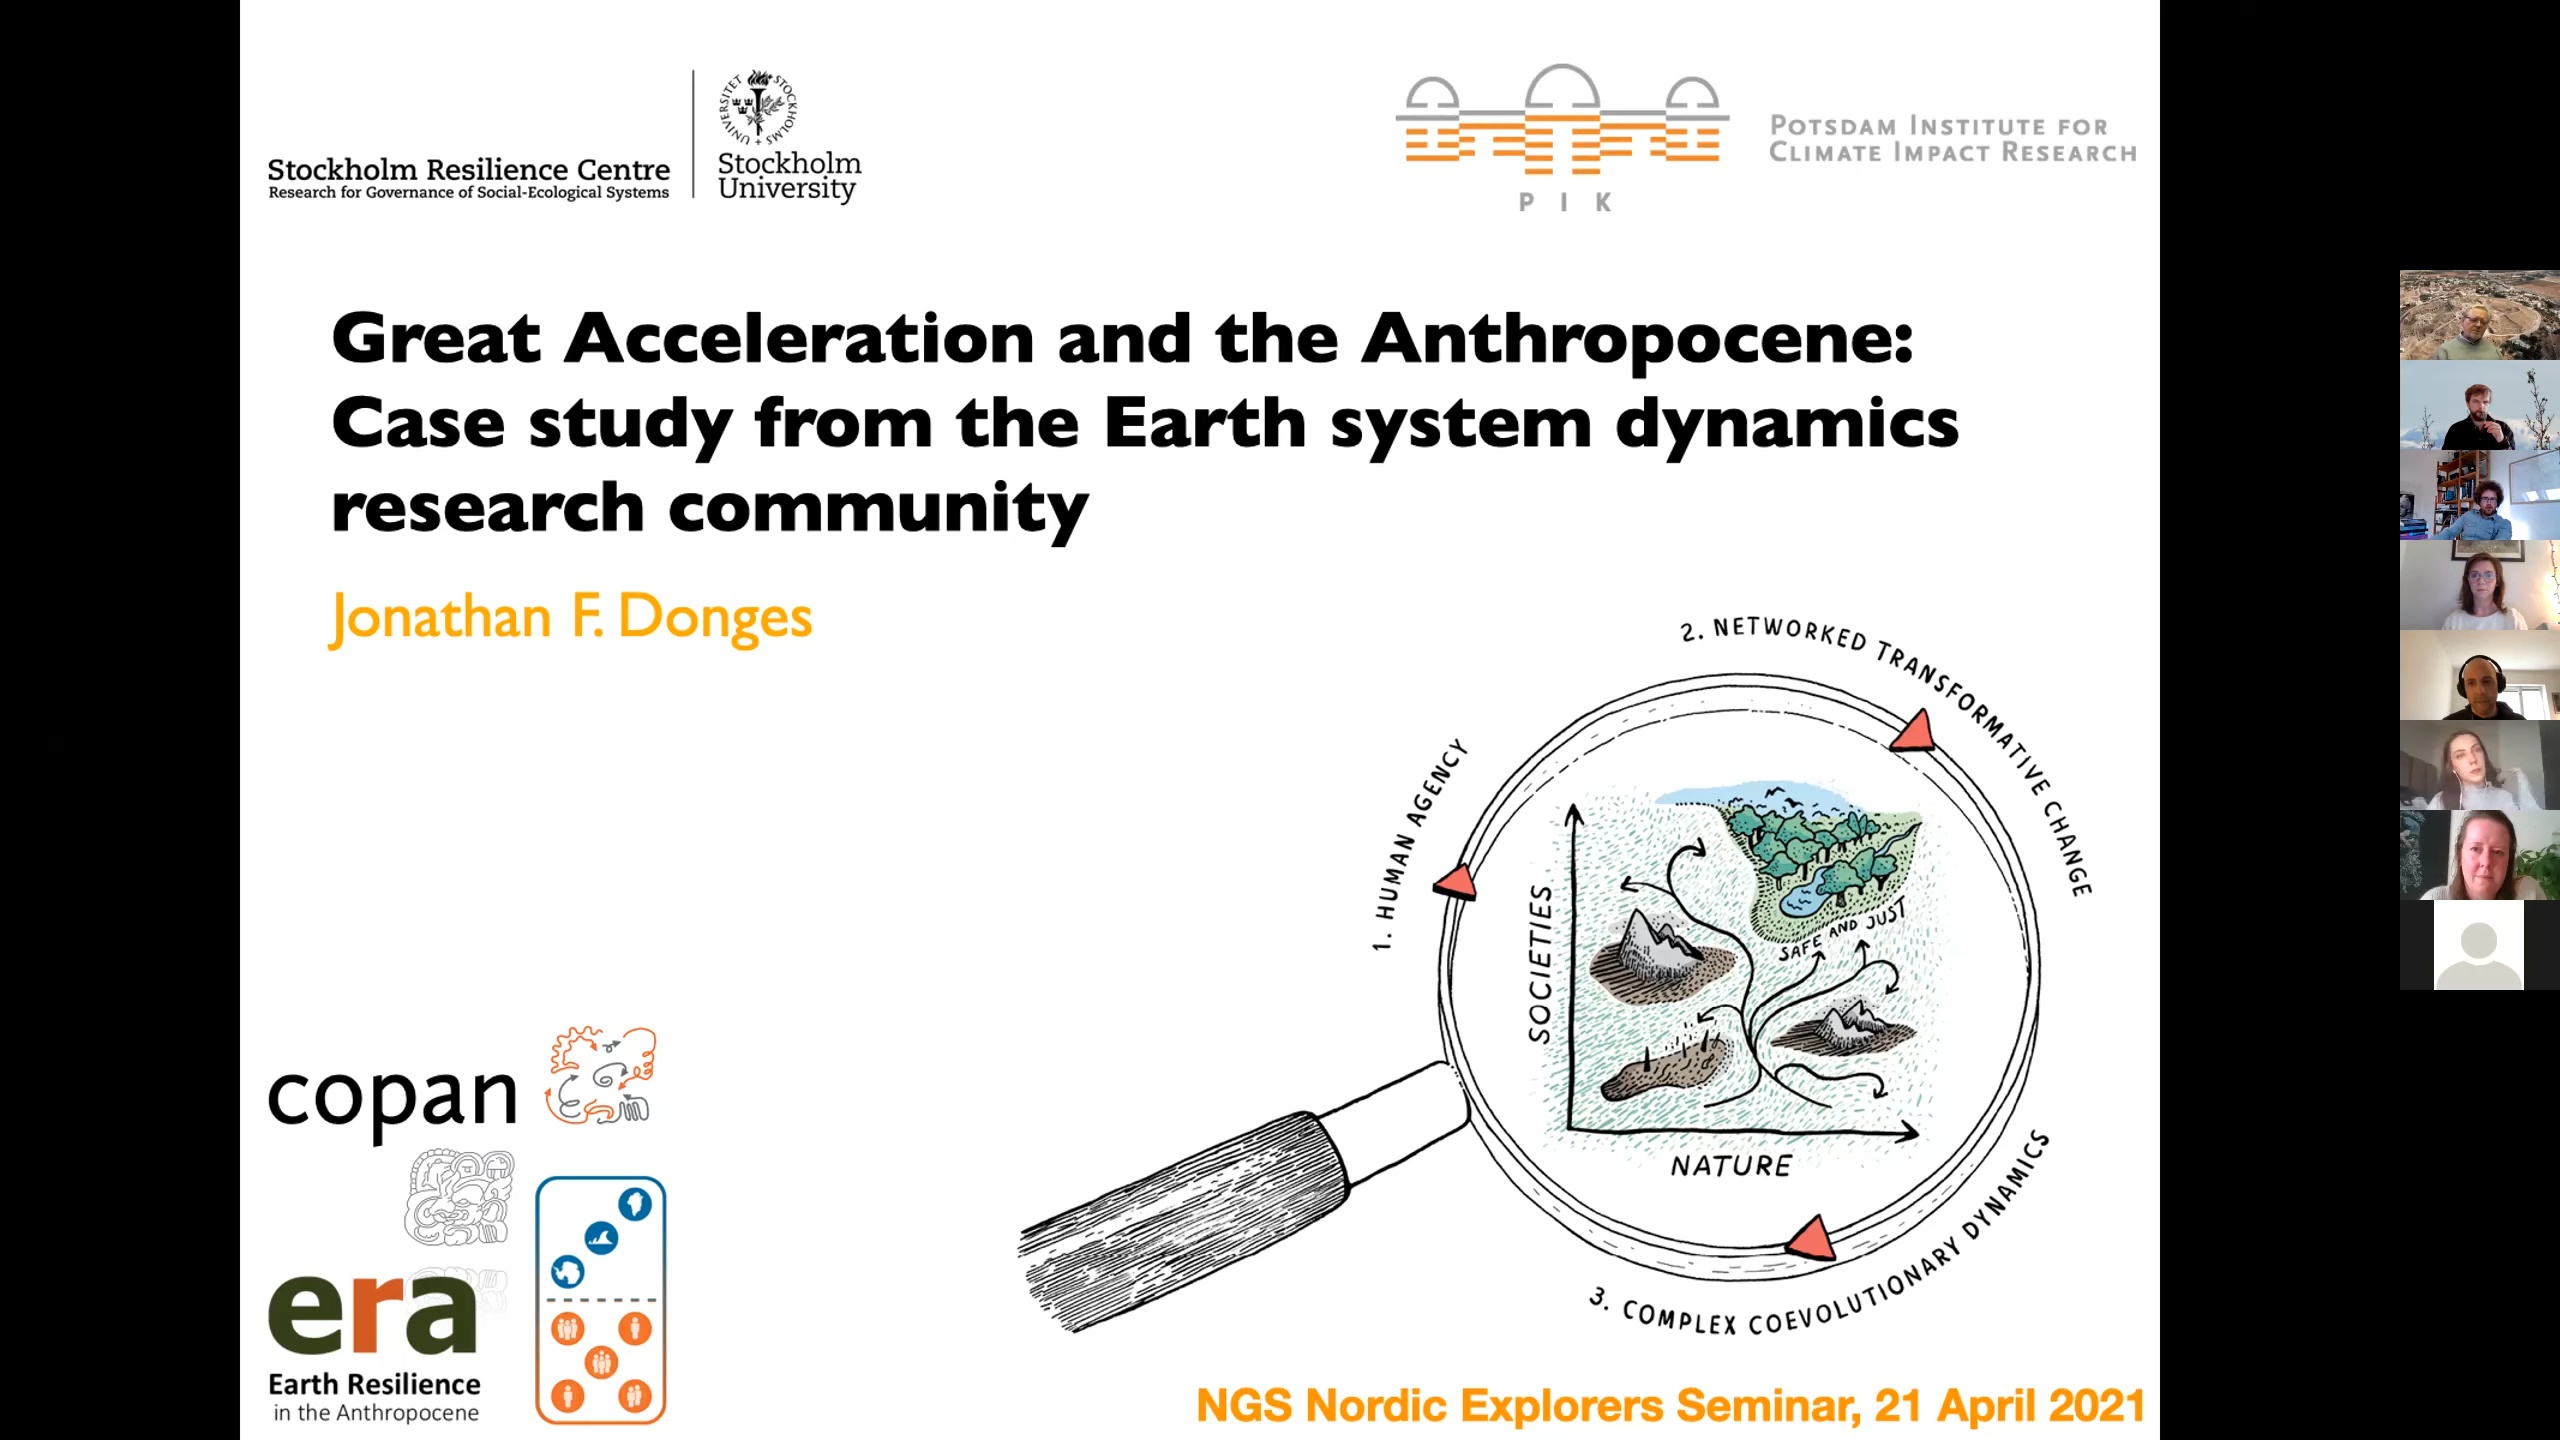 Stockholm Resilience Centre
Research for Governance of Social-Ecological Systems
STOCKHOLMS UNIVERSITET
Stockholm
University
POTSDAM INSTITUTE FOR
CLIMATE IMPACT RESEARCH
P I K
Great Acceleration and the Anthropocene:
Case study from the Earth system dynamics
research community
Jonathan F. Donges
1. HUMAN AGENCY
2. NETWORKED TRANSFORMATIVE CHANGE
SOCIETIES
SAFE AND JUST
NATURE
3. COMPLEX COEVOLUTIONARY DYNAMICS
copan
era
Earth Resilience
in the Anthropocene
NGS Nordic Explorers Seminar, 21 April 2021